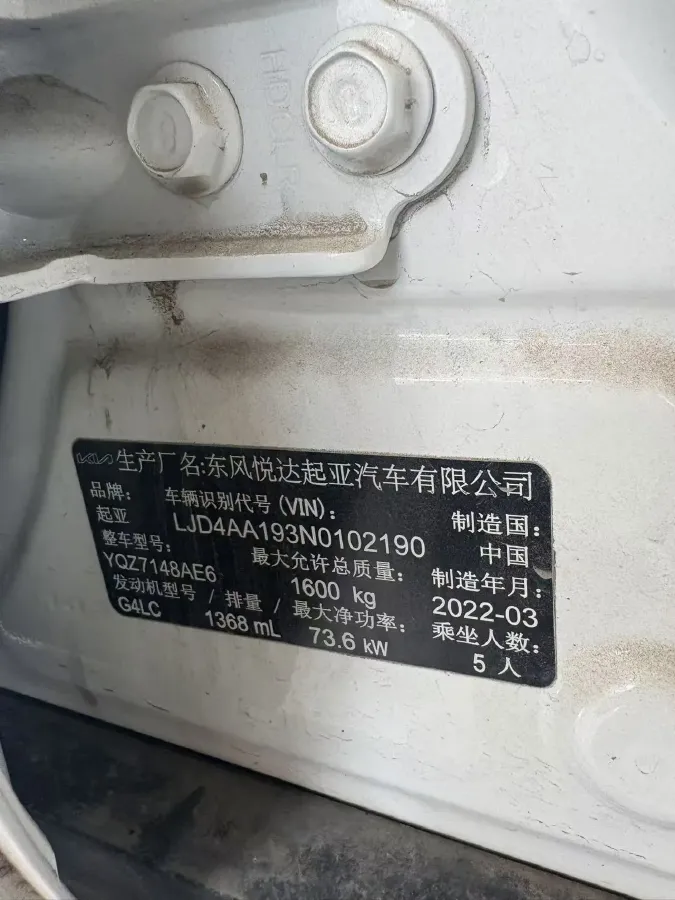 KIA 生产厂名:东风悦达起亚汽车有限公司
品牌: 车辆识别代号(VIN): 制造国:
起亚 LJD4AA193N0102190 中国
整车型号: 最大允许总质量: 制造年月:
YQZ7148AE6 1600 kg 2022-03
发动机型号 / 排量 / 最大净功率: 乘坐人数:
G4LC 1368 mL 73.6 kW 5 人